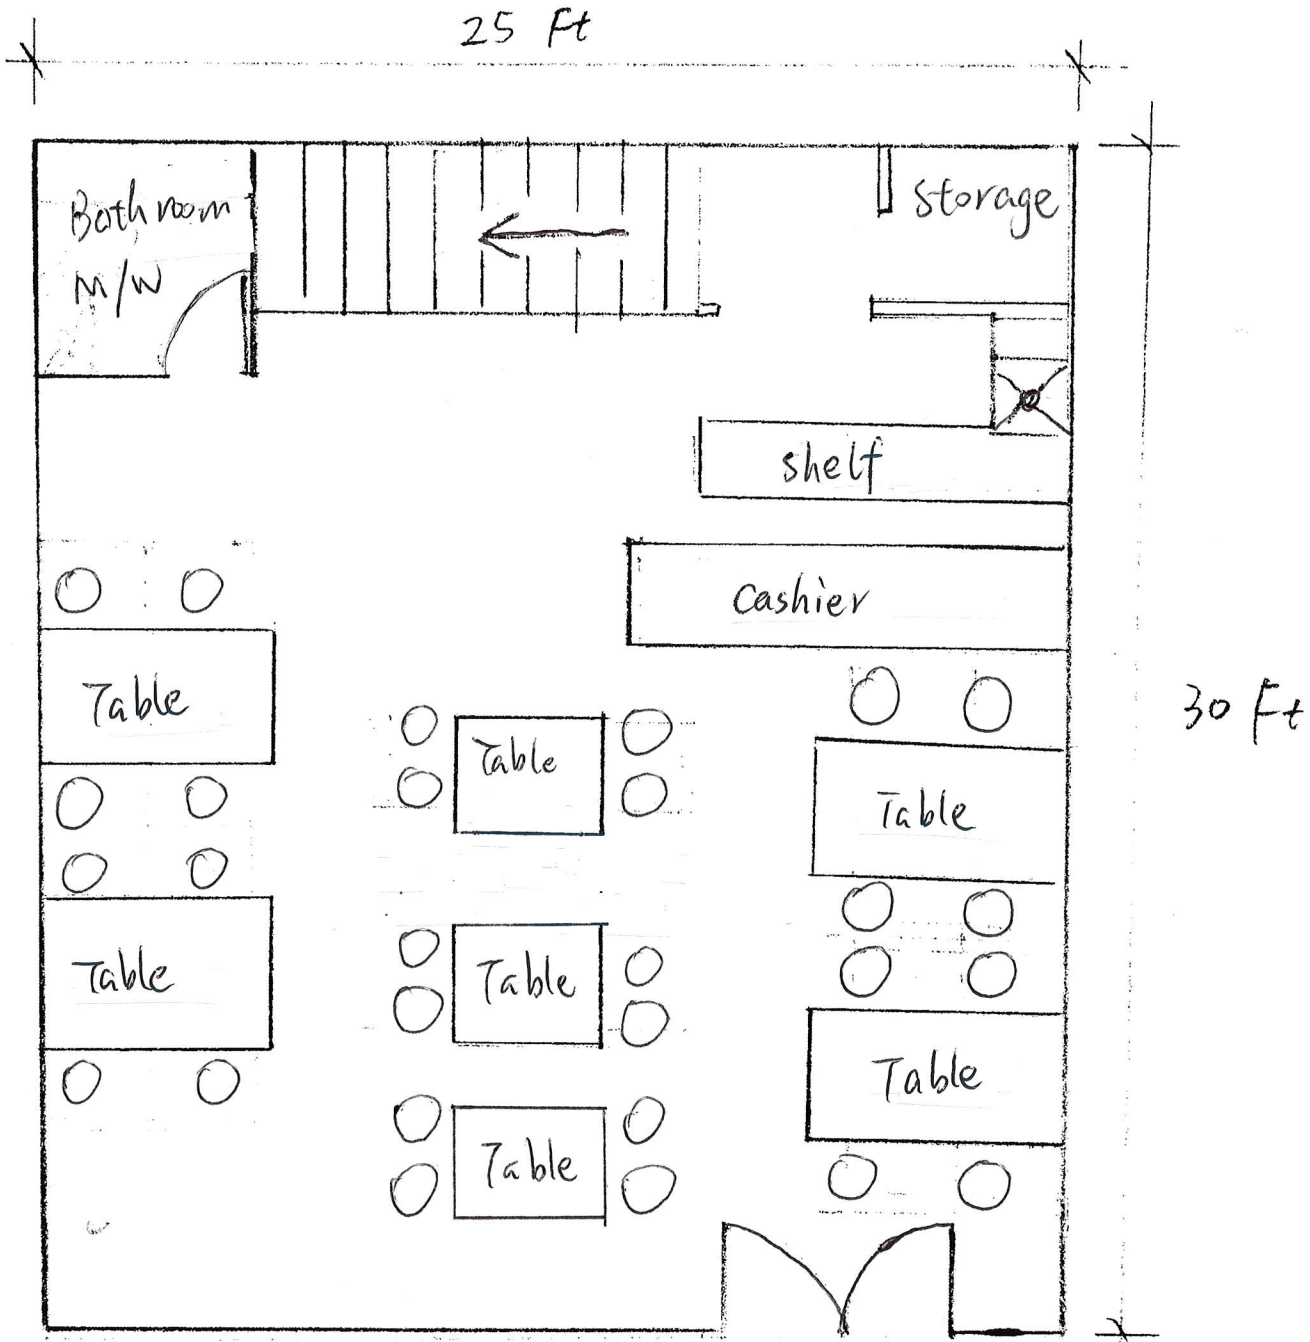 25 Ft
Bathroom
M/W
Storage
Shelf
Cashier
Table
30 Ft
Table
Table
Table
Table
Table
Table